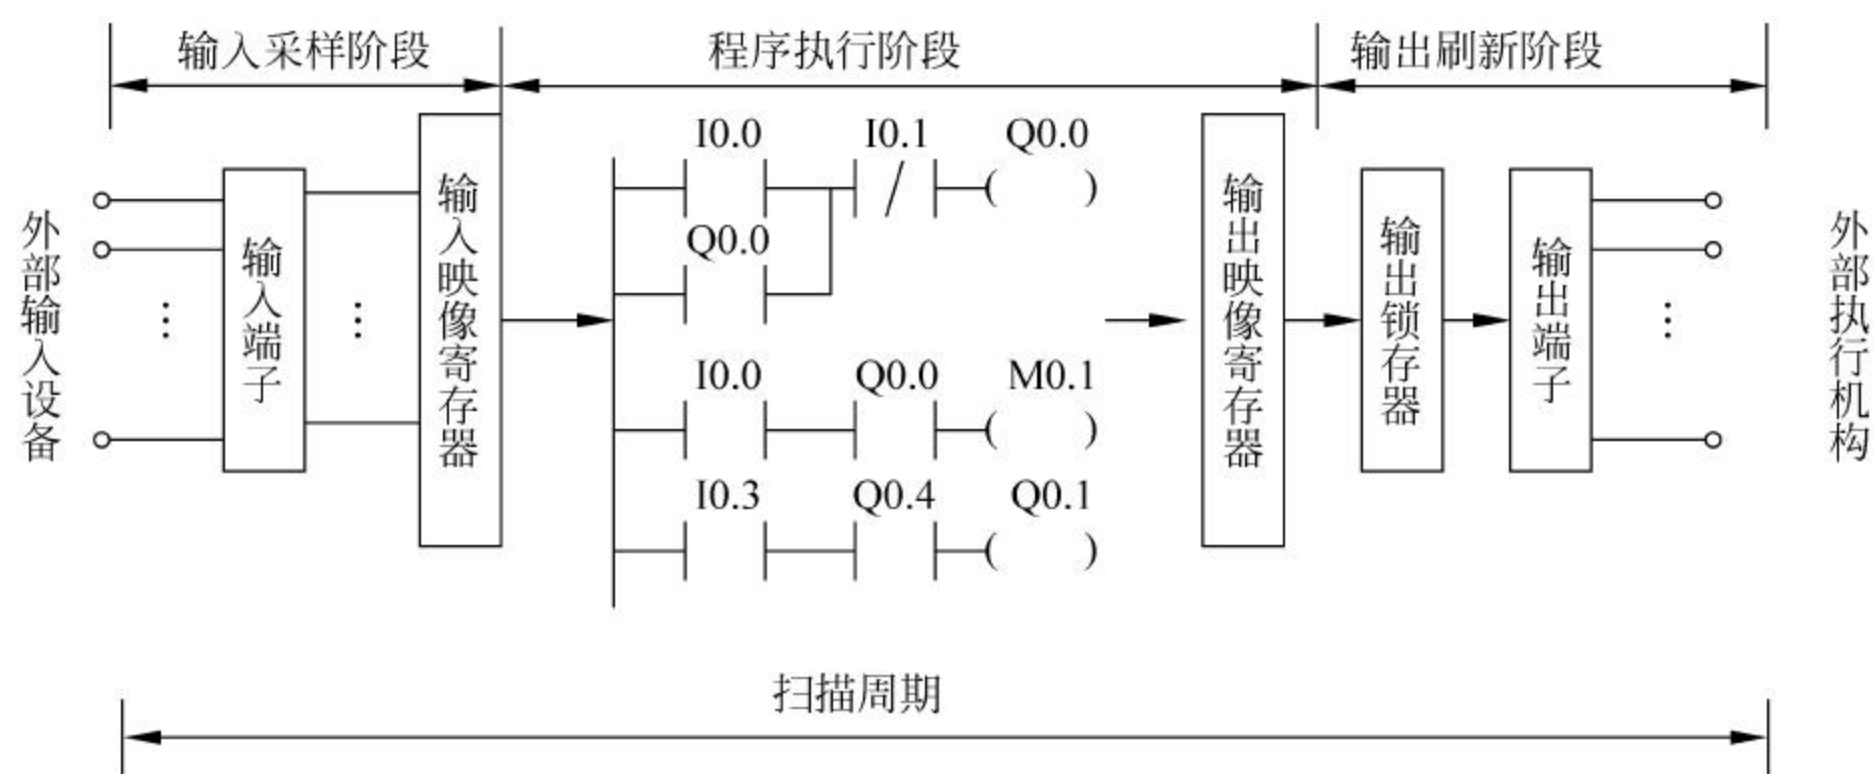 输入采样阶段
程序执行阶段
输出刷新阶段
外部输入设备
输入端子
输入映像寄存器
I0.0
I0.1
Q0.0
Q0.0
I0.0
Q0.0
M0.1
I0.3
Q0.4
Q0.1
输出映像寄存器
输出锁存器
输出端子
外部执行机构
扫描周期